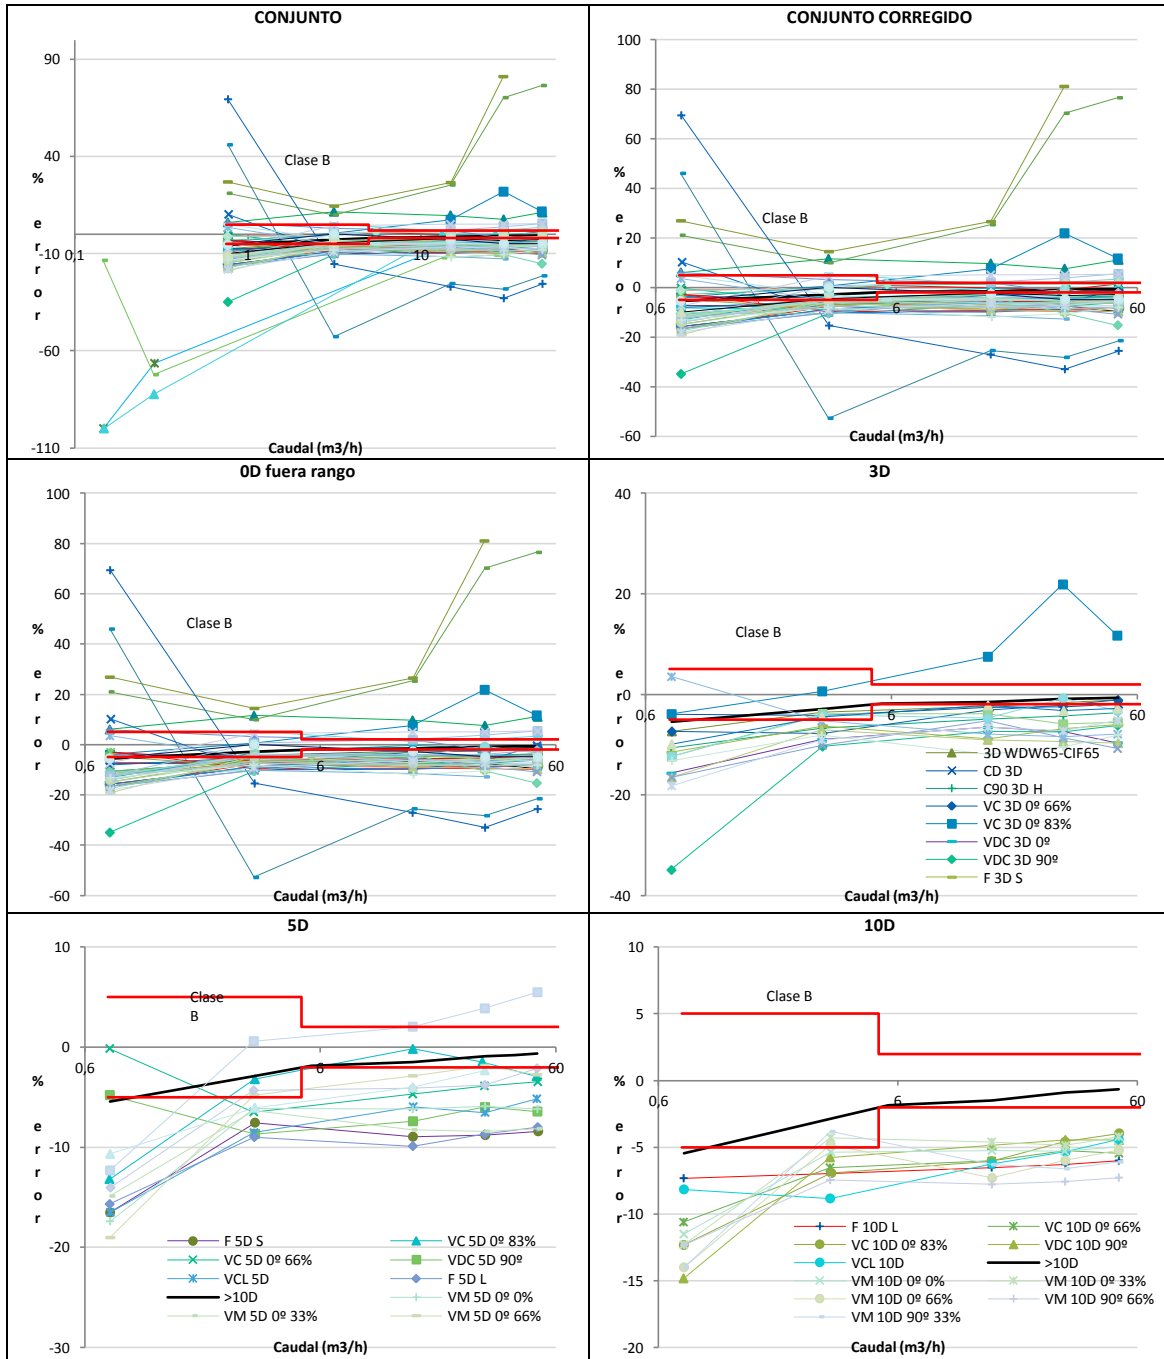 CONJUNTO
90
40
-10
-60
-110
0,1
1
10
% error
Clase B
Caudal (m3/h)
CONJUNTO CORREGIDO
100
80
60
40
20
0
-20
-40
-60
0,6
6
60
% error
Clase B
Caudal (m3/h)
0D fuera rango
100
80
60
40
20
0
-20
-40
-60
0,6
6
60
% error
Clase B
Caudal (m3/h)
3D
40
20
0
-20
-40
0,6
6
60
% error
Clase B
3D WDW65-CIF65
CD 3D
C90 3D H
VC 3D 0º 66%
VC 3D 0º 83%
VDC 3D 0º
VDC 3D 90º
F 3D S
Caudal (m3/h)
5D
10
0
-10
-20
-30
0,6
6
60
% error
Clase
B
F 5D S
VC 5D 0º 83%
VC 5D 0º 66%
VDC 5D 90º
VCL 5D
F 5D L
>10D
VM 5D 0º 0%
VM 5D 0º 33%
VM 5D 0º 66%
Caudal (m3/h)
10D
10
5
0
-5
-10
-15
-20
0,6
6
60
% error
Clase B
F 10D L
VC 10D 0º 66%
VC 10D 0º 83%
VDC 10D 90º
VCL 10D
>10D
VM 10D 0º 0%
VM 10D 0º 33%
VM 10D 0º 66%
VM 10D 90º 66%
VM 10D 90º 33%
Caudal (m3/h)